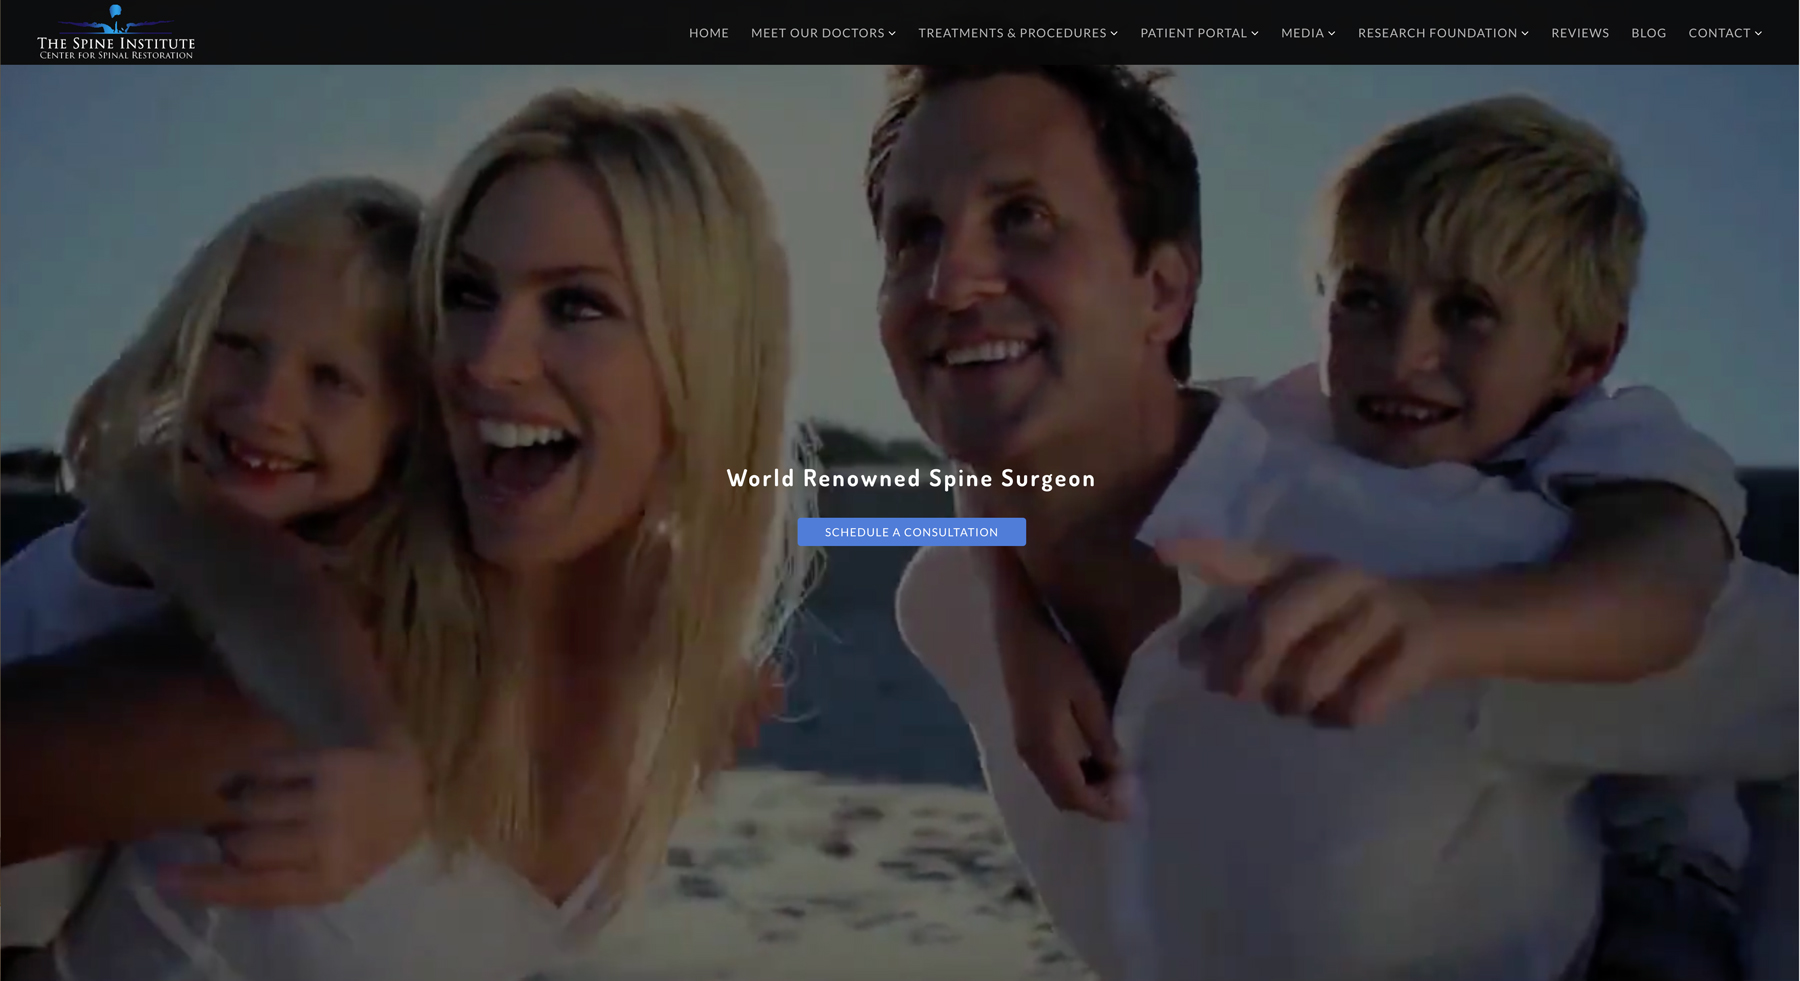 THE SPINE INSTITUTE
CENTER FOR SPINAL RESTORATION
HOME MEET OUR DOCTORS TREATMENTS & PROCEDURES PATIENT PORTAL MEDIA RESEARCH FOUNDATION REVIEWS BLOG CONTACT
World Renowned Spine Surgeon
SCHEDULE A CONSULTATION